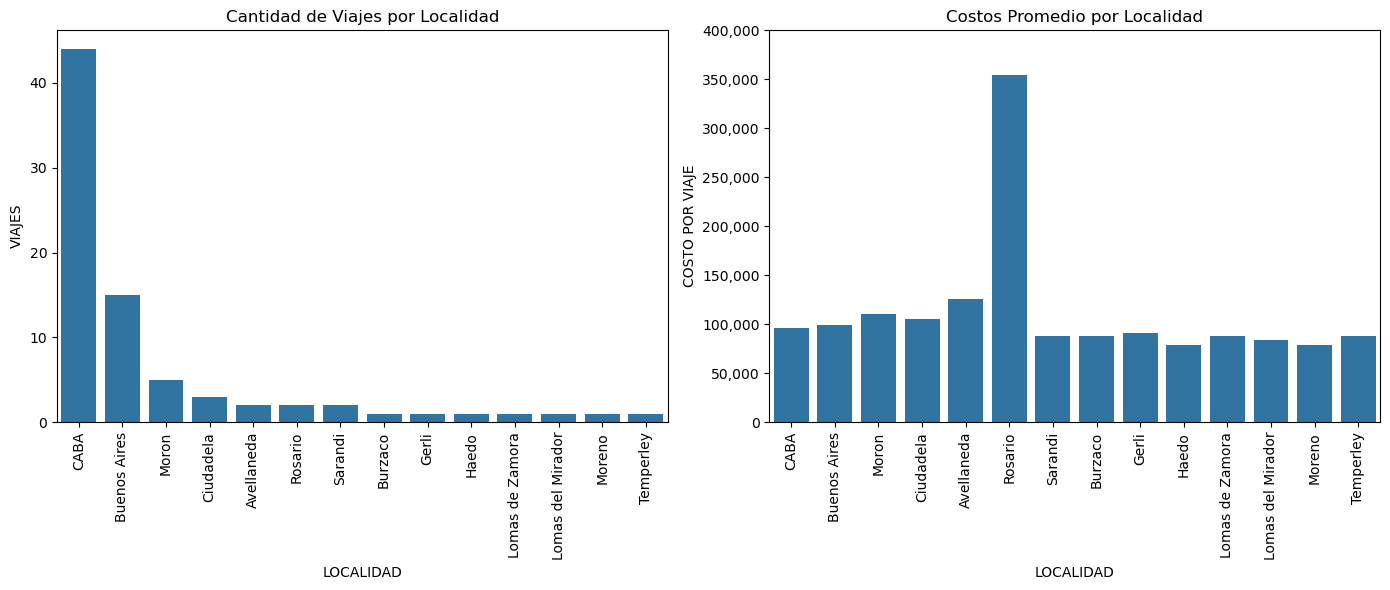 Cantidad de Viajes por Localidad
VIAJES
40
30
20
10
0
CABA
Buenos Aires
Moron
Ciudadela
Avellaneda
Rosario
Sarandi
Burzaco
Gerli
Haedo
Lomas de Zamora
Lomas del Mirador
Moreno
Temperley
LOCALIDAD
Costos Promedio por Localidad
COSTO POR VIAJE
400,000
350,000
300,000
250,000
200,000
150,000
100,000
50,000
0
CABA
Buenos Aires
Moron
Ciudadela
Avellaneda
Rosario
Sarandi
Burzaco
Gerli
Haedo
Lomas de Zamora
Lomas del Mirador
Moreno
Temperley
LOCALIDAD